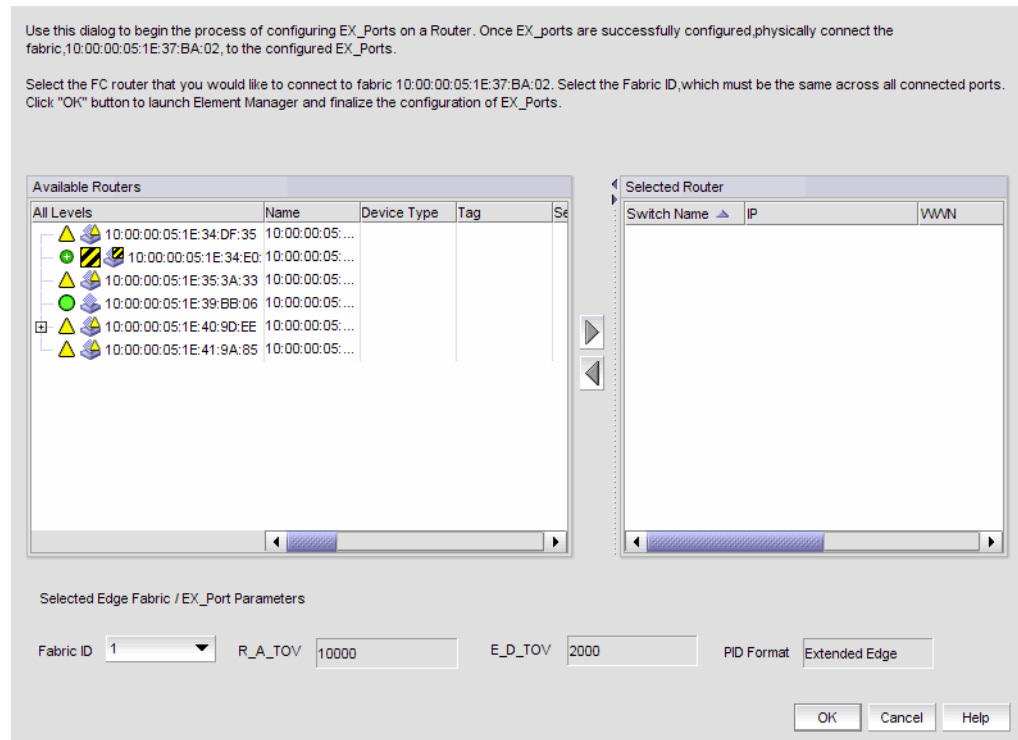 Use this dialog to begin the process of configuring EX_Ports on a Router. Once EX_ports are successfully configured,physically connect the
fabric,10:00:00:05:1E:37:BA:02, to the configured EX_Ports.
Select the FC router that you would like to connect to fabric 10:00:00:05:1E:37:BA:02. Select the Fabric ID,which must be the same across all connected ports.
Click "OK" button to launch Element Manager and finalize the configuration of EX_Ports.
Available Routers
All Levels Name Device Type Tag Se
10:00:00:05:1E:34:DF:35 10:00:00:05:...
10:00:00:05:1E:34:E0: 10:00:00:05:...
10:00:00:05:1E:35:3A:33 10:00:00:05:...
10:00:00:05:1E:39:BB:06 10:00:00:05:...
10:00:00:05:1E:40:9D:EE 10:00:00:05:...
10:00:00:05:1E:41:9A:85 10:00:00:05:...
Selected Router
Switch Name IP WWN
Selected Edge Fabric / EX_Port Parameters
Fabric ID 1 R_A_TOV 10000 E_D_TOV 2000 PID Format Extended Edge
OK Cancel Help